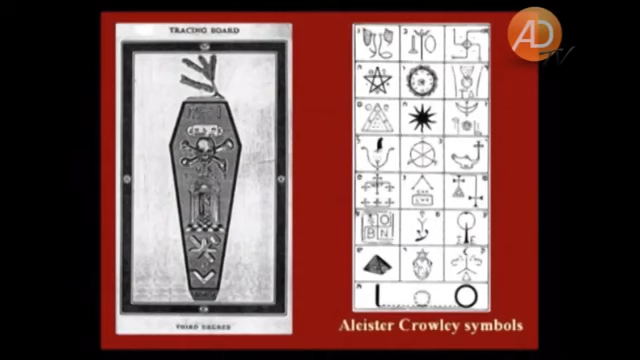 TRACING BOARD
THIRD DEGREE
Aleister Crowley symbols
AD
TV